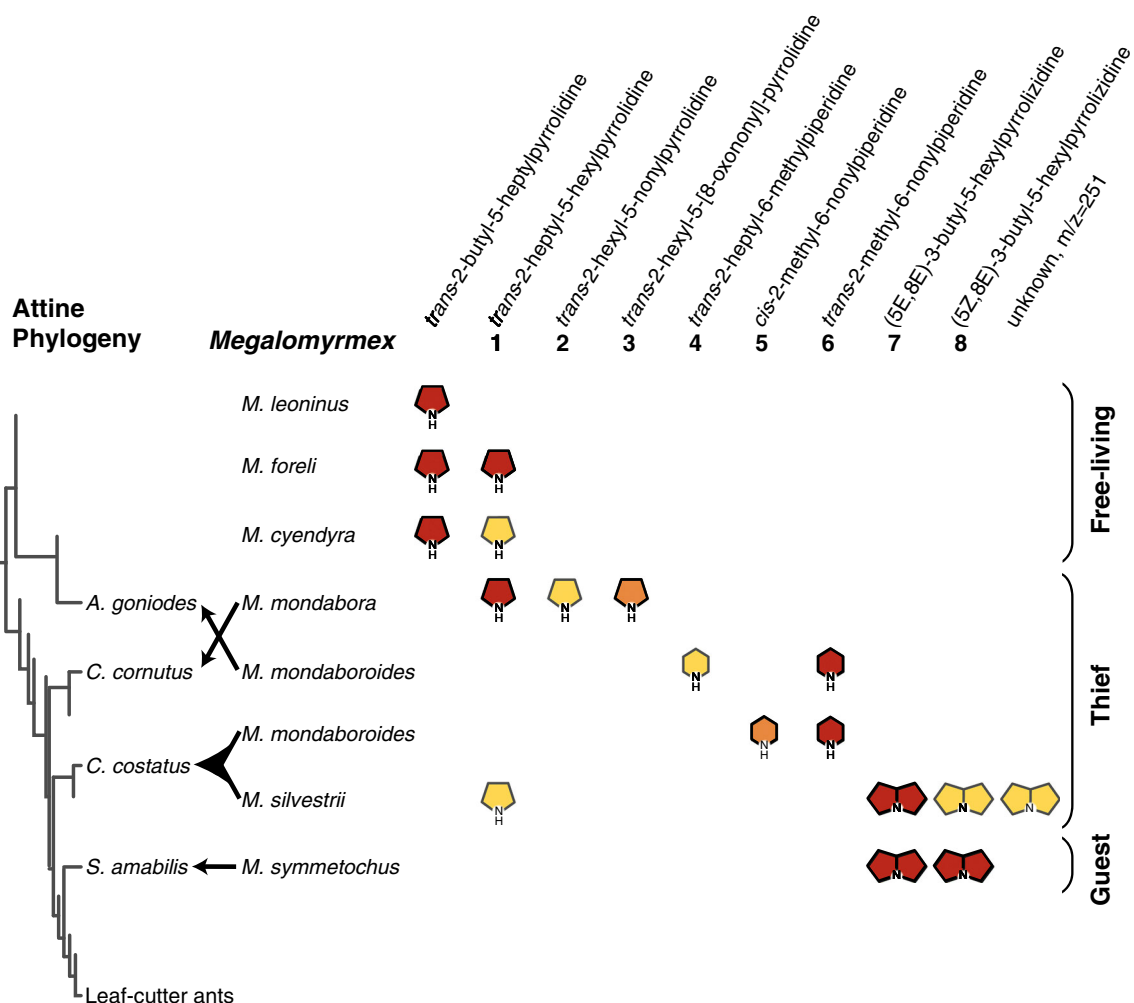 trans-2-butyl-5-heptylpyrrolidine
trans-2-heptyl-5-hexylpyrrolidine
trans-2-hexyl-5-nonylpyrrolidine
trans-2-hexyl-5-[8-oxononyl]-pyrrolidine
trans-2-heptyl-6-methylpiperidine
cis-2-methyl-6-nonylpiperidine
trans-2-methyl-6-nonylpiperidine
(5E,8E)-3-butyl-5-hexylpyrrolizidine
(5Z,8E)-3-butyl-5-hexylpyrrolizidine
unknown, m/z=251
Attine
Phylogeny
Megalomyrmex
1 2 3 4 5 6 7 8
M. leoninus
N
H
M. foreli
N N
H H
M. cyendyra
N N
H H
Free-living
A. goniodes M. mondabora
N N N
H H H
C. cornutus M. mondaboroides
N N
H H
M. mondaboroides
N N
H H
C. costatus
M. silvestrii
N N N N
H
Thief
S. amabilis M. symmetochus
N N
Guest
Leaf-cutter ants